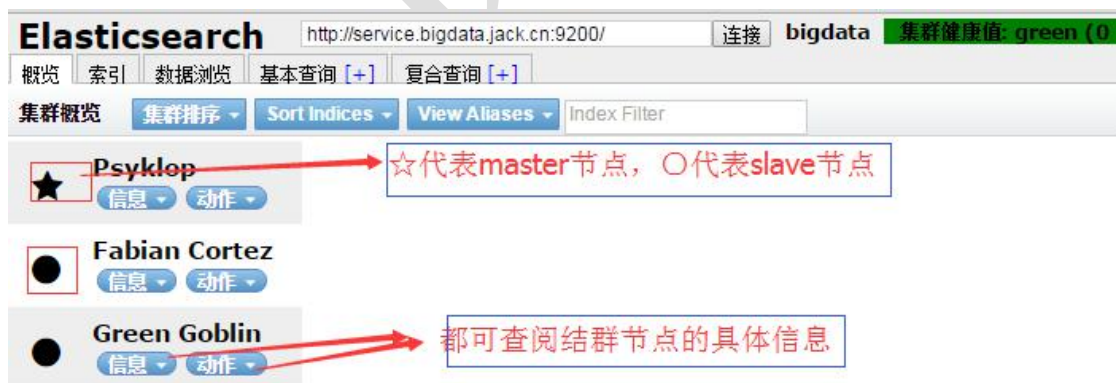 Elasticsearch http://service.bigdata.jack.cn:9200/ 连接 bigdata 集群健康值: green (0
概览 索引 数据浏览 基本查询 [+] 复合查询 [+]
集群概览 集群排序 Sort Indices View Aliases Index Filter
Psyklop
信息 动作
☆代表master节点，○代表slave节点
Fabian Cortez
信息 动作
Green Goblin
信息 动作
都可查阅结群节点的具体信息